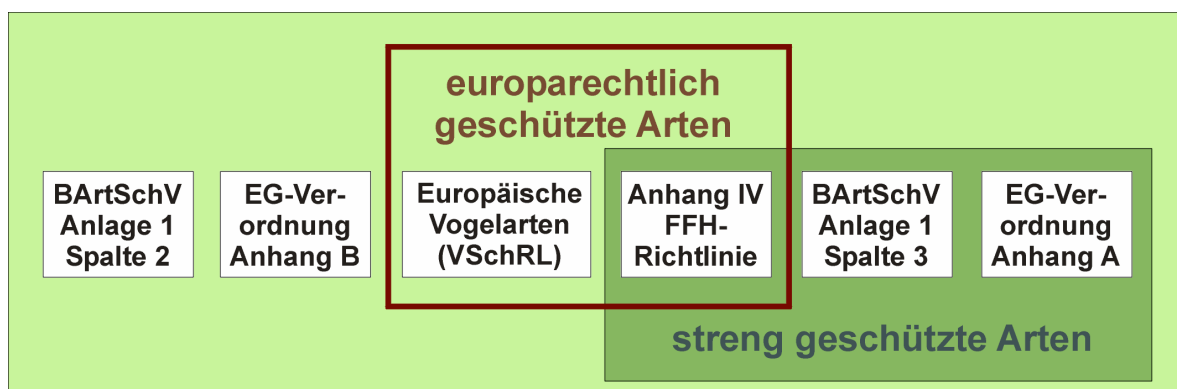 europarechtlich
geschützte Arten
BArtSchV
Anlage 1
Spalte 2
EG-Ver-
ordnung
Anhang B
Europäische
Vogelarten
(VSchRL)
Anhang IV
FFH-
Richtlinie
BArtSchV
Anlage 1
Spalte 3
EG-Ver-
ordnung
Anhang A
streng geschützte Arten